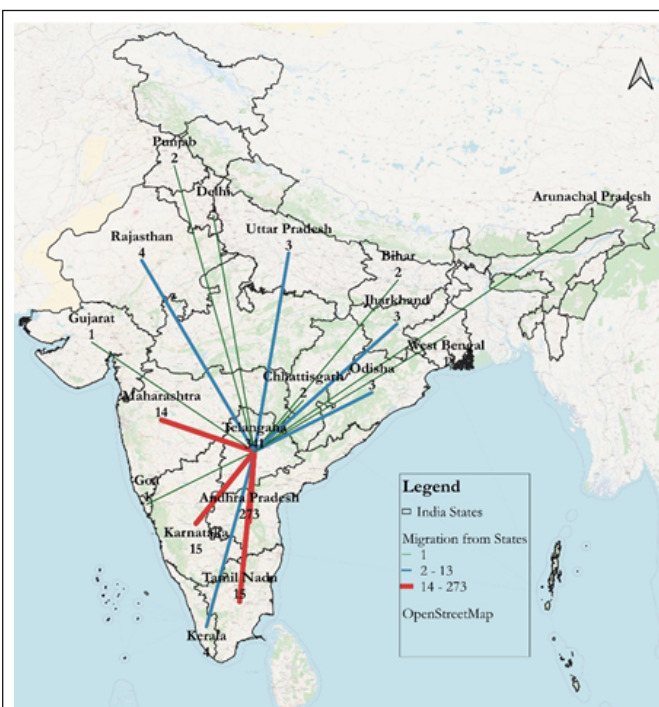 Punjab
2
Delhi
Arunachal Pradesh
1
Rajasthan
4
Uttar Pradesh
3
Bihar
2
Jharkhand
3
Gujarat
1
West Bengal
Chhattisgarh
2
Odisha
3
Maharashtra
14
Telangana
341
Goa
1
Andhra Pradesh
273
Karnataka
15
Tamil Nadu
15
Kerala
4
Legend
India States
Migration from States
1
2 - 13
14 - 273
OpenStreetMap